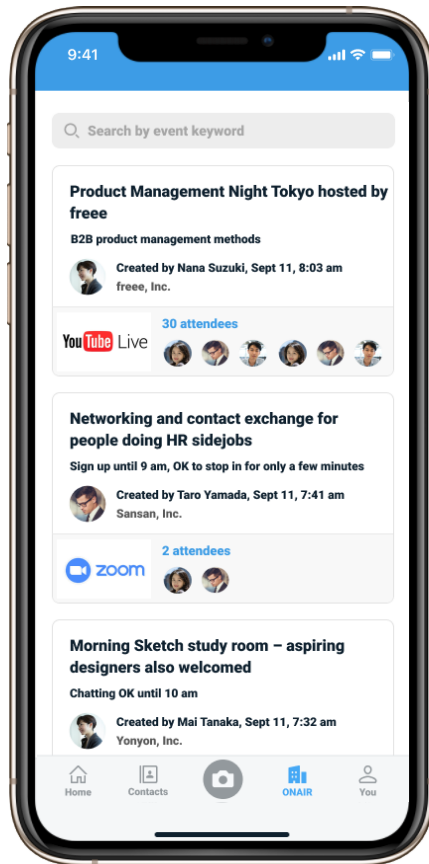 9:41
Search by event keyword
Product Management Night Tokyo hosted by
freee
B2B product management methods
Created by Nana Suzuki, Sept 11, 8:03 am
freee, Inc.
YouTube Live
30 attendees
Networking and contact exchange for
people doing HR sidejobs
Sign up until 9 am, OK to stop in for only a few minutes
Created by Taro Yamada, Sept 11, 7:41 am
Sansan, Inc.
zoom
2 attendees
Morning Sketch study room – aspiring
designers also welcomed
Chatting OK until 10 am
Created by Mai Tanaka, Sept 11, 7:32 am
Yonyon, Inc.
Home
Contacts
ONAIR
You